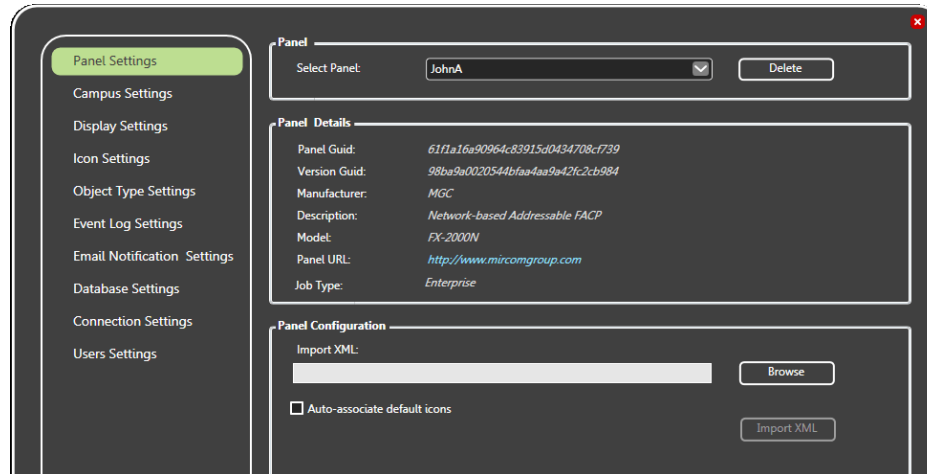 Panel Settings
Campus Settings
Display Settings
Icon Settings
Object Type Settings
Event Log Settings
Email Notification Settings
Database Settings
Connection Settings
Users Settings
Panel
Select Panel: JohnA Delete
Panel Details
Panel Guid: 61f1a16a90964c83915d0434708cf739
Version Guid: 98ba9a0020544bfaa4aa9a42fc2cb984
Manufacturer: MGC
Description: Network-based Addressable FACP
Model: FX-2000N
Panel URL: http://www.mircomgroup.com
Job Type: Enterprise
Panel Configuration
Import XML:
Browse
Auto-associate default icons
Import XML